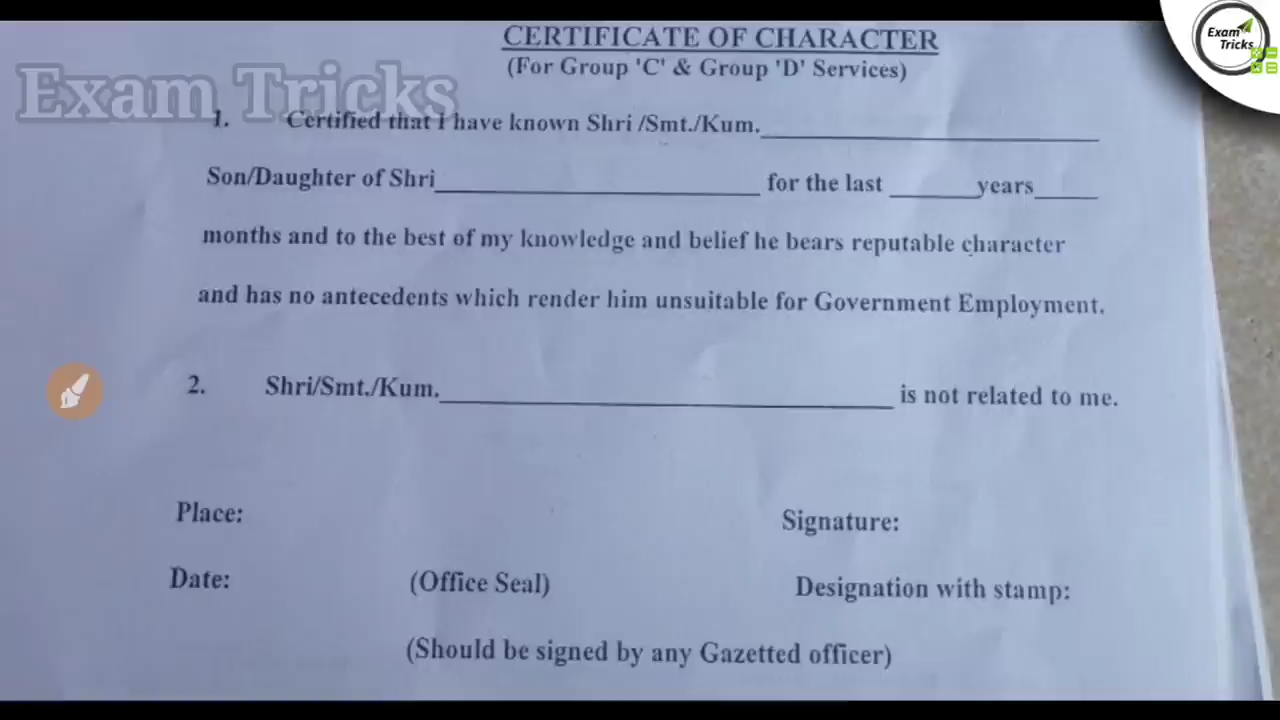 CERTIFICATE OF CHARACTER
(For Group 'C' & Group 'D' Services)
Exam Tricks
Exam
Tricks
1. Certified that I have known Shri /Smt./Kum.
Son/Daughter of Shri for the last years
months and to the best of my knowledge and belief he bears reputable character
and has no antecedents which render him unsuitable for Government Employment.
2. Shri/Smt./Kum. is not related to me.
Place: Signature:
Date: (Office Seal) Designation with stamp:
(Should be signed by any Gazetted officer)